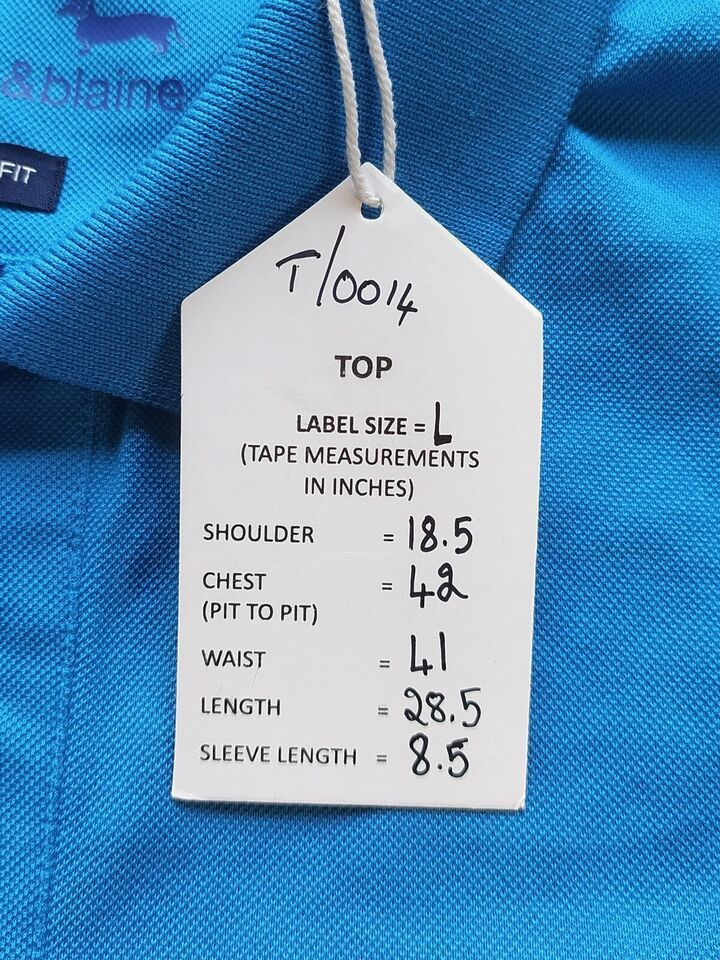 &blaine
FIT
T/0014
TOP
LABEL SIZE = L
(TAPE MEASUREMENTS
IN INCHES)
SHOULDER = 18.5
CHEST = 42
(PIT TO PIT)
WAIST = 41
LENGTH = 28.5
SLEEVE LENGTH = 8.5